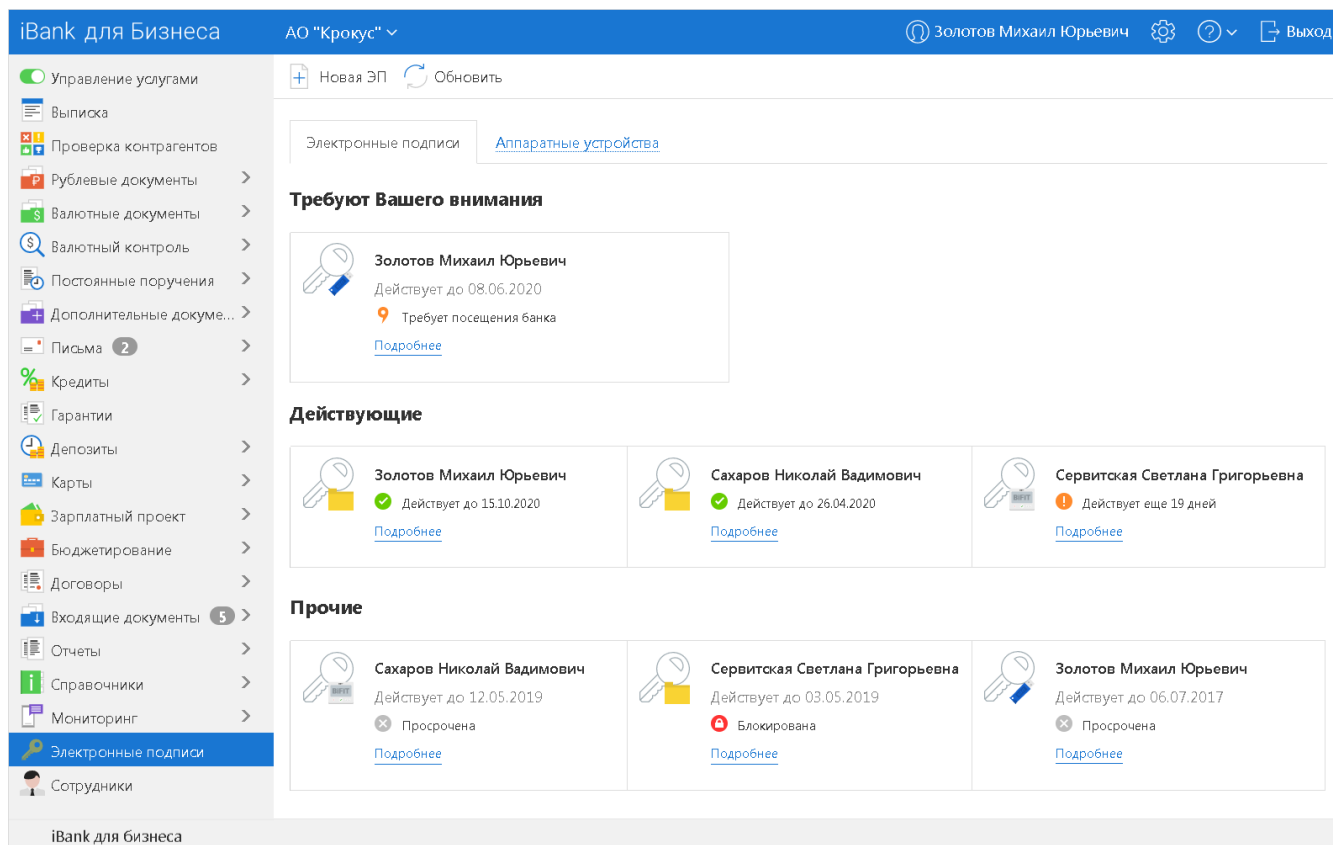 iBank для Бизнеса
АО "Крокус"
Золотов Михаил Юрьевич
Выход
Управление услугами
Выписка
Проверка контрагентов
Рублевые документы
Валютные документы
Валютный контроль
Постоянные поручения
Дополнительные докуме...
Письма 2
Кредиты
Гарантии
Депозиты
Карты
Зарплатный проект
Бюджетирование
Договоры
Входящие документы 5
Отчеты
Справочники
Мониторинг
Электронные подписи
Сотрудники
Новая ЭП
Обновить
Электронные подписи
Аппаратные устройства
Требуют Вашего внимания
Золотов Михаил Юрьевич
Действует до 08.06.2020
Требует посещения банка
Подробнее
Действующие
Золотов Михаил Юрьевич
Действует до 15.10.2020
Подробнее
Сахаров Николай Вадимович
Действует до 26.04.2020
Подробнее
BIFIT
Сервитская Светлана Григорьевна
Действует еще 19 дней
Подробнее
Прочие
BIFIT
Сахаров Николай Вадимович
Действует до 12.05.2019
Просрочена
Подробнее
Сервитская Светлана Григорьевна
Действует до 03.05.2019
Блокирована
Подробнее
Золотов Михаил Юрьевич
Действует до 06.07.2017
Просрочена
Подробнее
iBank для бизнеса